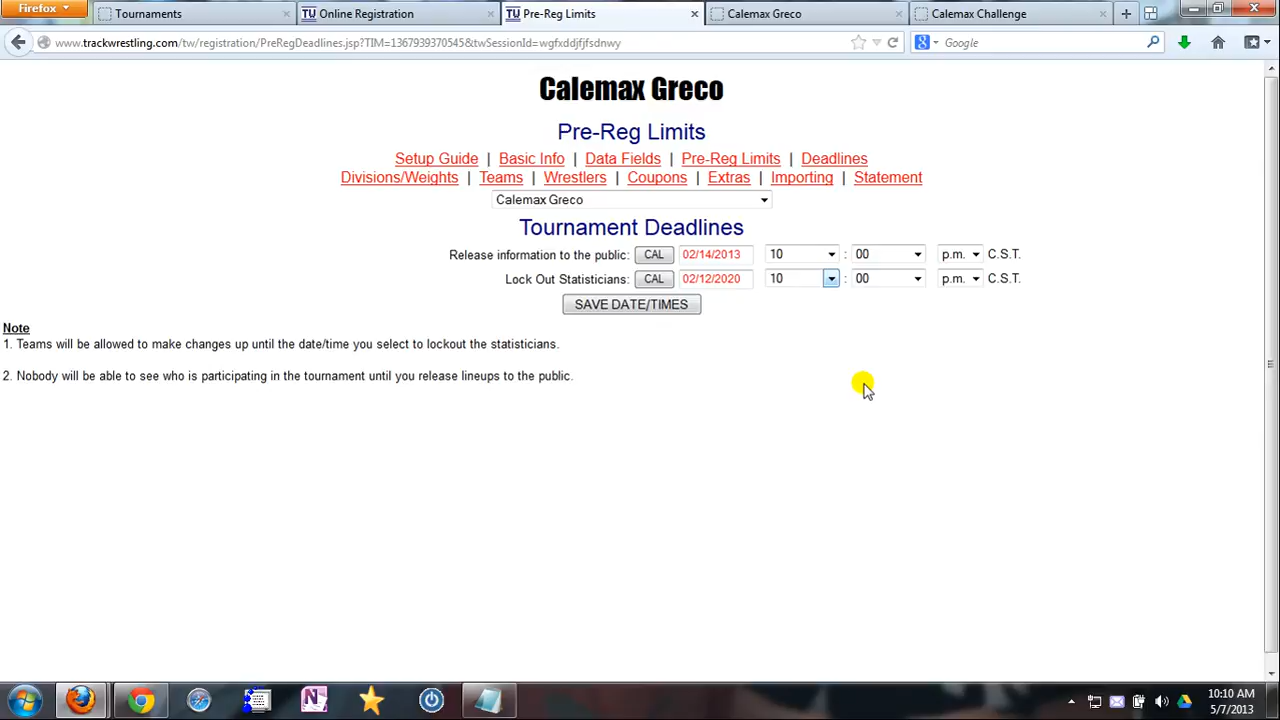 Firefox
Tournaments
TU Online Registration
TU Pre-Reg Limits
Calemax Greco
Calemax Challenge
www.trackwrestling.com/tw/registration/PreRegDeadlines.jsp?TIM=1367939370545&twSessionId=wgfxddjfjfsdnwy
Google
Calemax Greco
Pre-Reg Limits
Setup Guide | Basic Info | Data Fields | Pre-Reg Limits | Deadlines
Divisions/Weights | Teams | Wrestlers | Coupons | Extras | Importing | Statement
Calemax Greco
Tournament Deadlines
Release information to the public: CAL 02/14/2013 10 : 00 p.m. C.S.T.
Lock Out Statisticians: CAL 02/12/2020 10 : 00 p.m. C.S.T.
SAVE DATE/TIMES
Note
1. Teams will be allowed to make changes up until the date/time you select to lockout the statisticians.
2. Nobody will be able to see who is participating in the tournament until you release lineups to the public.
10:10 AM
5/7/2013